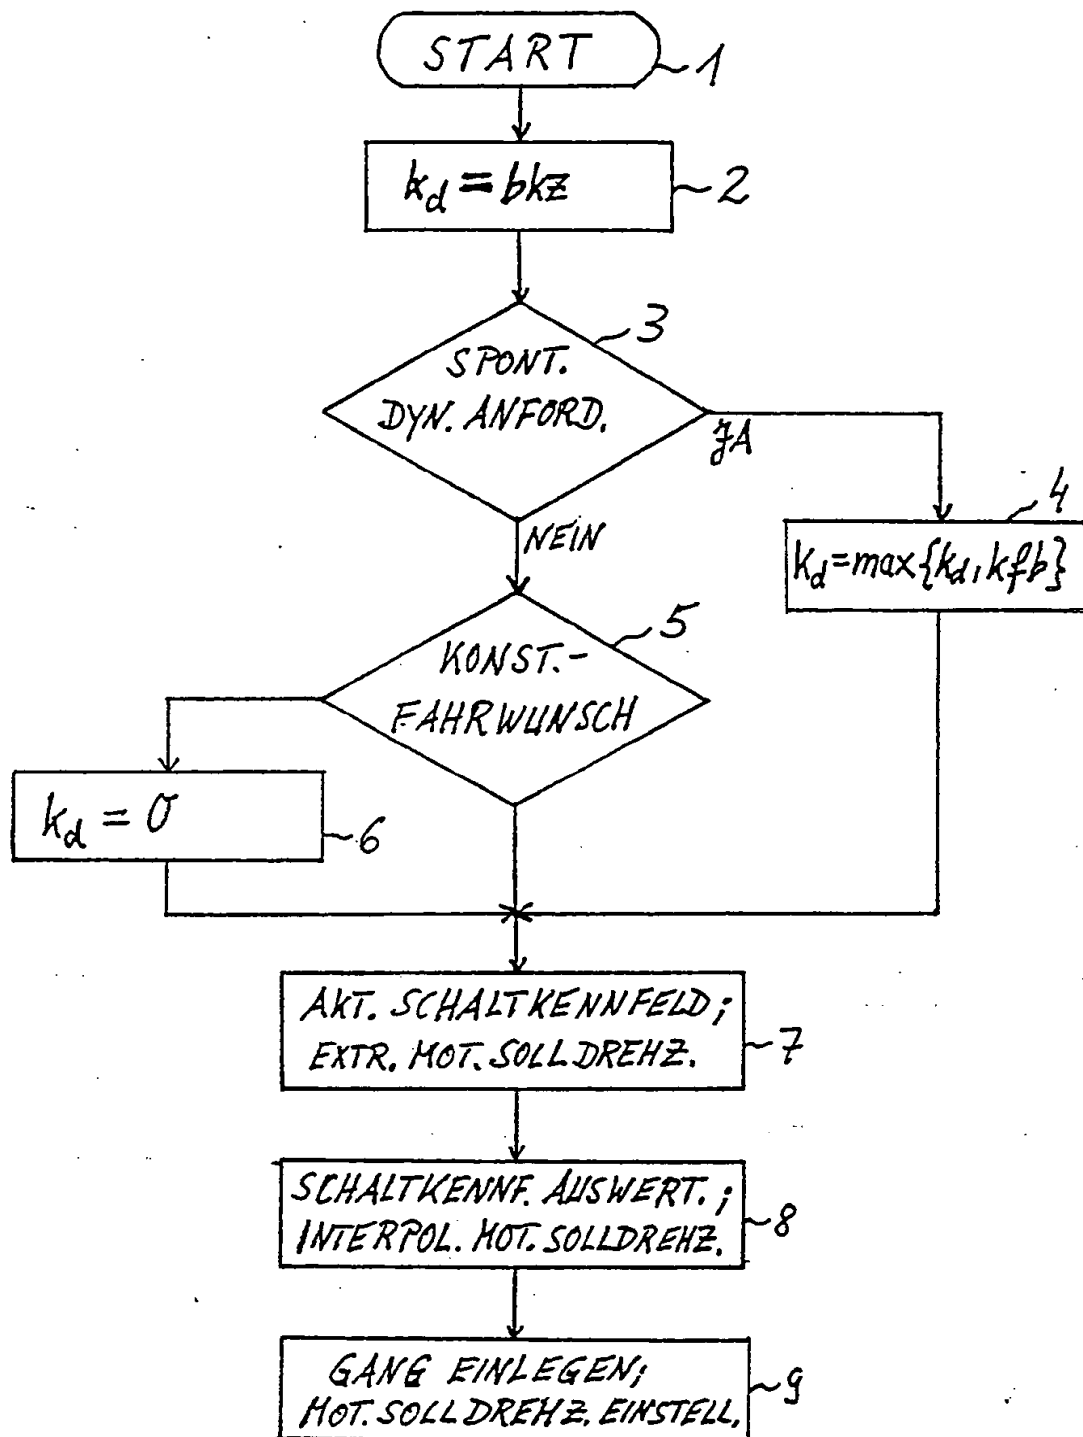 START
1
k_d = bkz
2
3
SPONT.
DYN. ANFORD.
JA
NEIN
4
k_d = max{k_d, kfb}
5
KONST.-
FAHRWUNSCH
k_d = 0
6
AKT. SCHALTKENNFELD;
EXTR. MOT. SOLLDREHZ.
7
SCHALTKENNF. AUSWERT.;
INTERPOL. MOT. SOLLDREHZ.
8
GANG EINLEGEN;
MOT. SOLLDREHZ. EINSTELL.
9